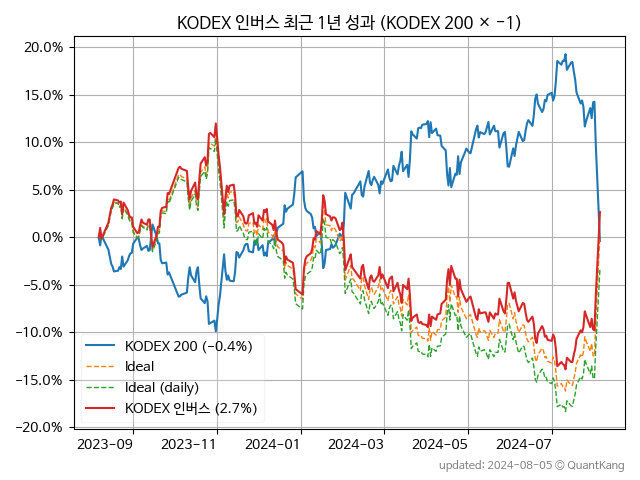 KODEX 인버스 최근 1년 성과 (KODEX 200 × −1)
20.0%
15.0%
10.0%
5.0%
0.0%
−5.0%
−10.0%
−15.0%
−20.0%
KODEX 200 (−0.4%)
Ideal
Ideal (daily)
KODEX 인버스 (2.7%)
2023-09 2023-11 2024-01 2024-03 2024-05 2024-07
updated: 2024-08-05 © QuantKang